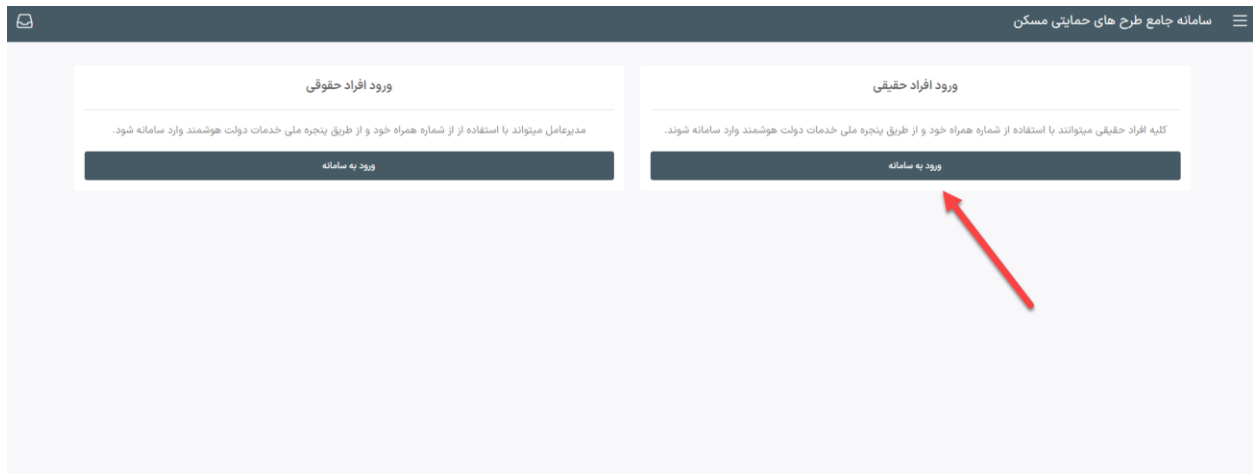 سامانه جامع طرح های حمایتی مسکن
ورود افراد حقیقی
کلیه افراد حقیقی میتوانند با استفاده از شماره همراه خود و از طریق پنجره ملی خدمات دولت هوشمند وارد سامانه شوند.
ورود به سامانه
ورود افراد حقوقی
مدیرعامل میتواند با استفاده از از شماره همراه خود و از طریق پنجره ملی خدمات دولت هوشمند وارد سامانه شود.
ورود به سامانه